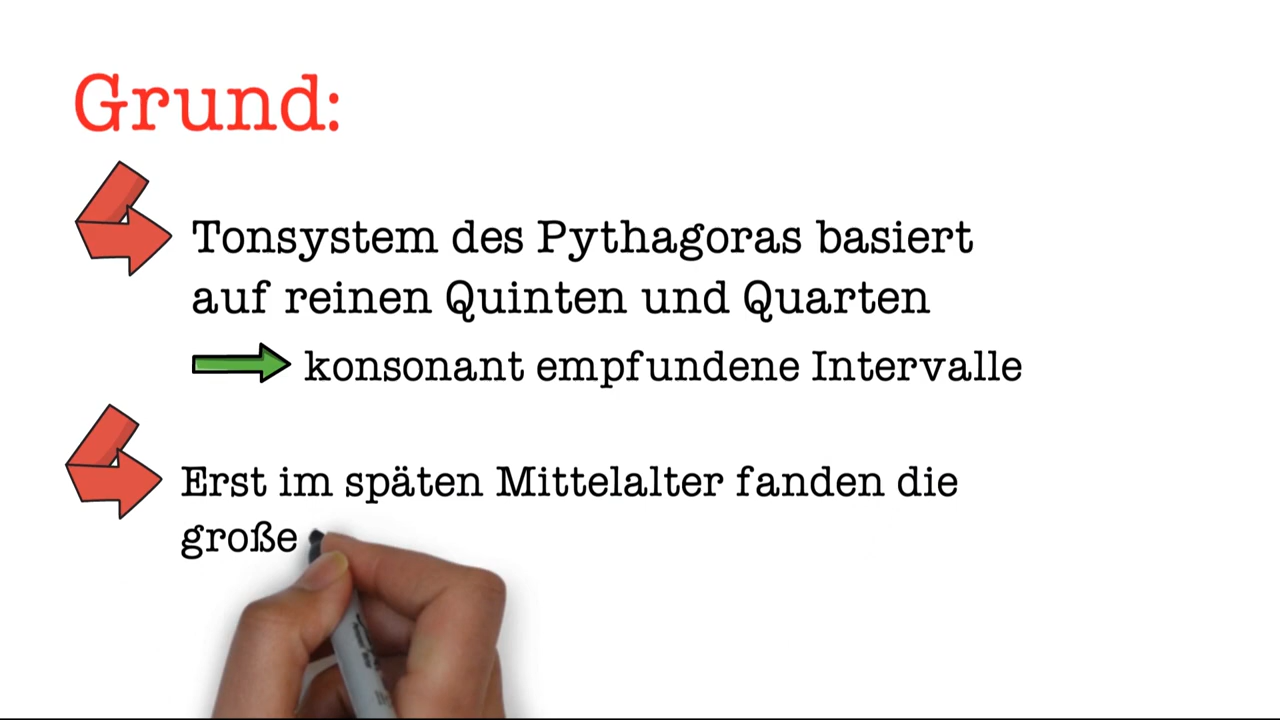 Grund:
Tonsystem des Pythagoras basiert
auf reinen Quinten und Quarten
konsonant empfundene Intervalle
Erst im späten Mittelalter fanden die
große